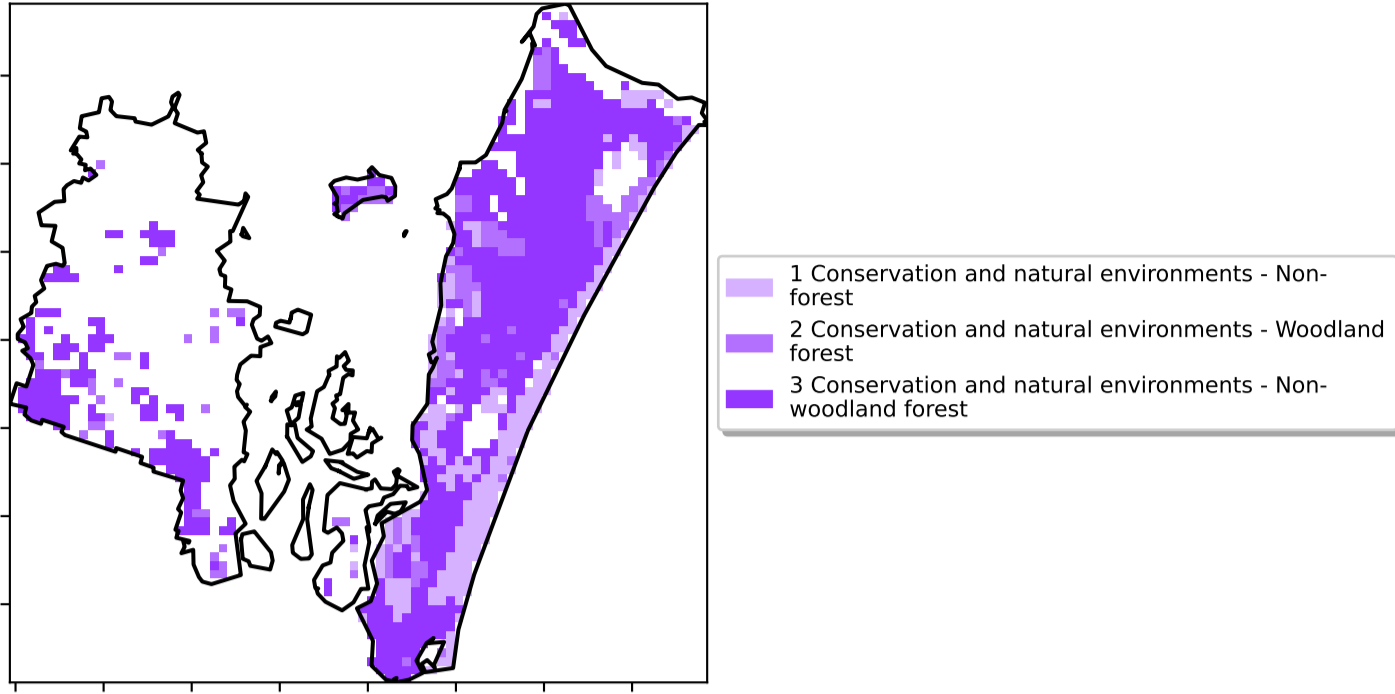 1 Conservation and natural environments - Non-
forest
2 Conservation and natural environments - Woodland
forest
3 Conservation and natural environments - Non-
woodland forest